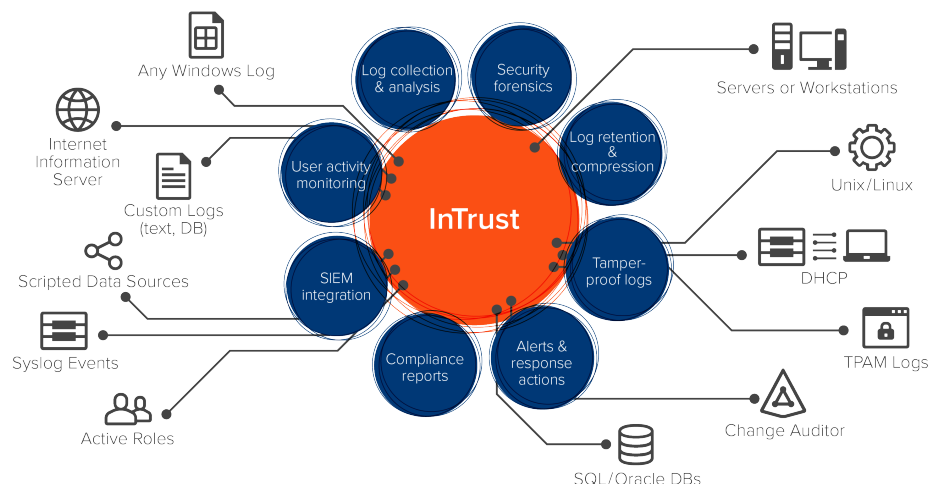 Any Windows Log
Internet
Information
Server
Custom Logs
(text, DB)
Scripted Data Sources
Syslog Events
Active Roles
Log collection
& analysis
Security
forensics
User activity
monitoring
Log retention
&
compression
InTrust
SIEM
integration
Tamper-
proof logs
Compliance
reports
Alerts &
response
actions
Servers or Workstations
Unix/Linux
DHCP
TPAM Logs
Change Auditor
SQL/Oracle DBs